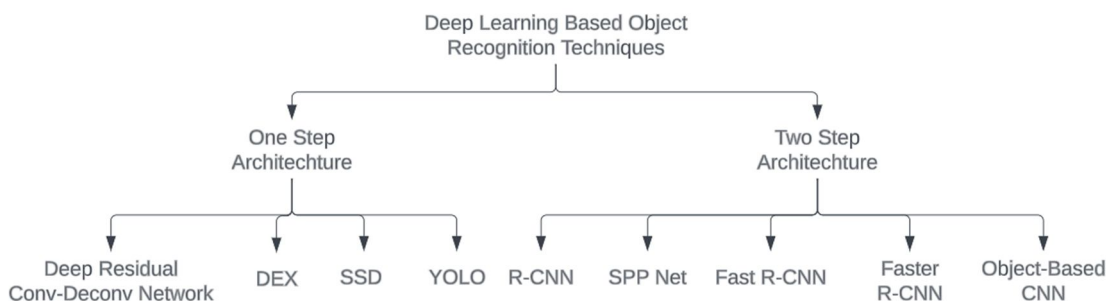 Deep Learning Based Object
Recognition Techniques
One Step
Architechture
Two Step
Architechture
Deep Residual
Conv-Deconv Network
DEX
SSD
YOLO
R-CNN
SPP Net
Fast R-CNN
Faster
R-CNN
Object-Based
CNN